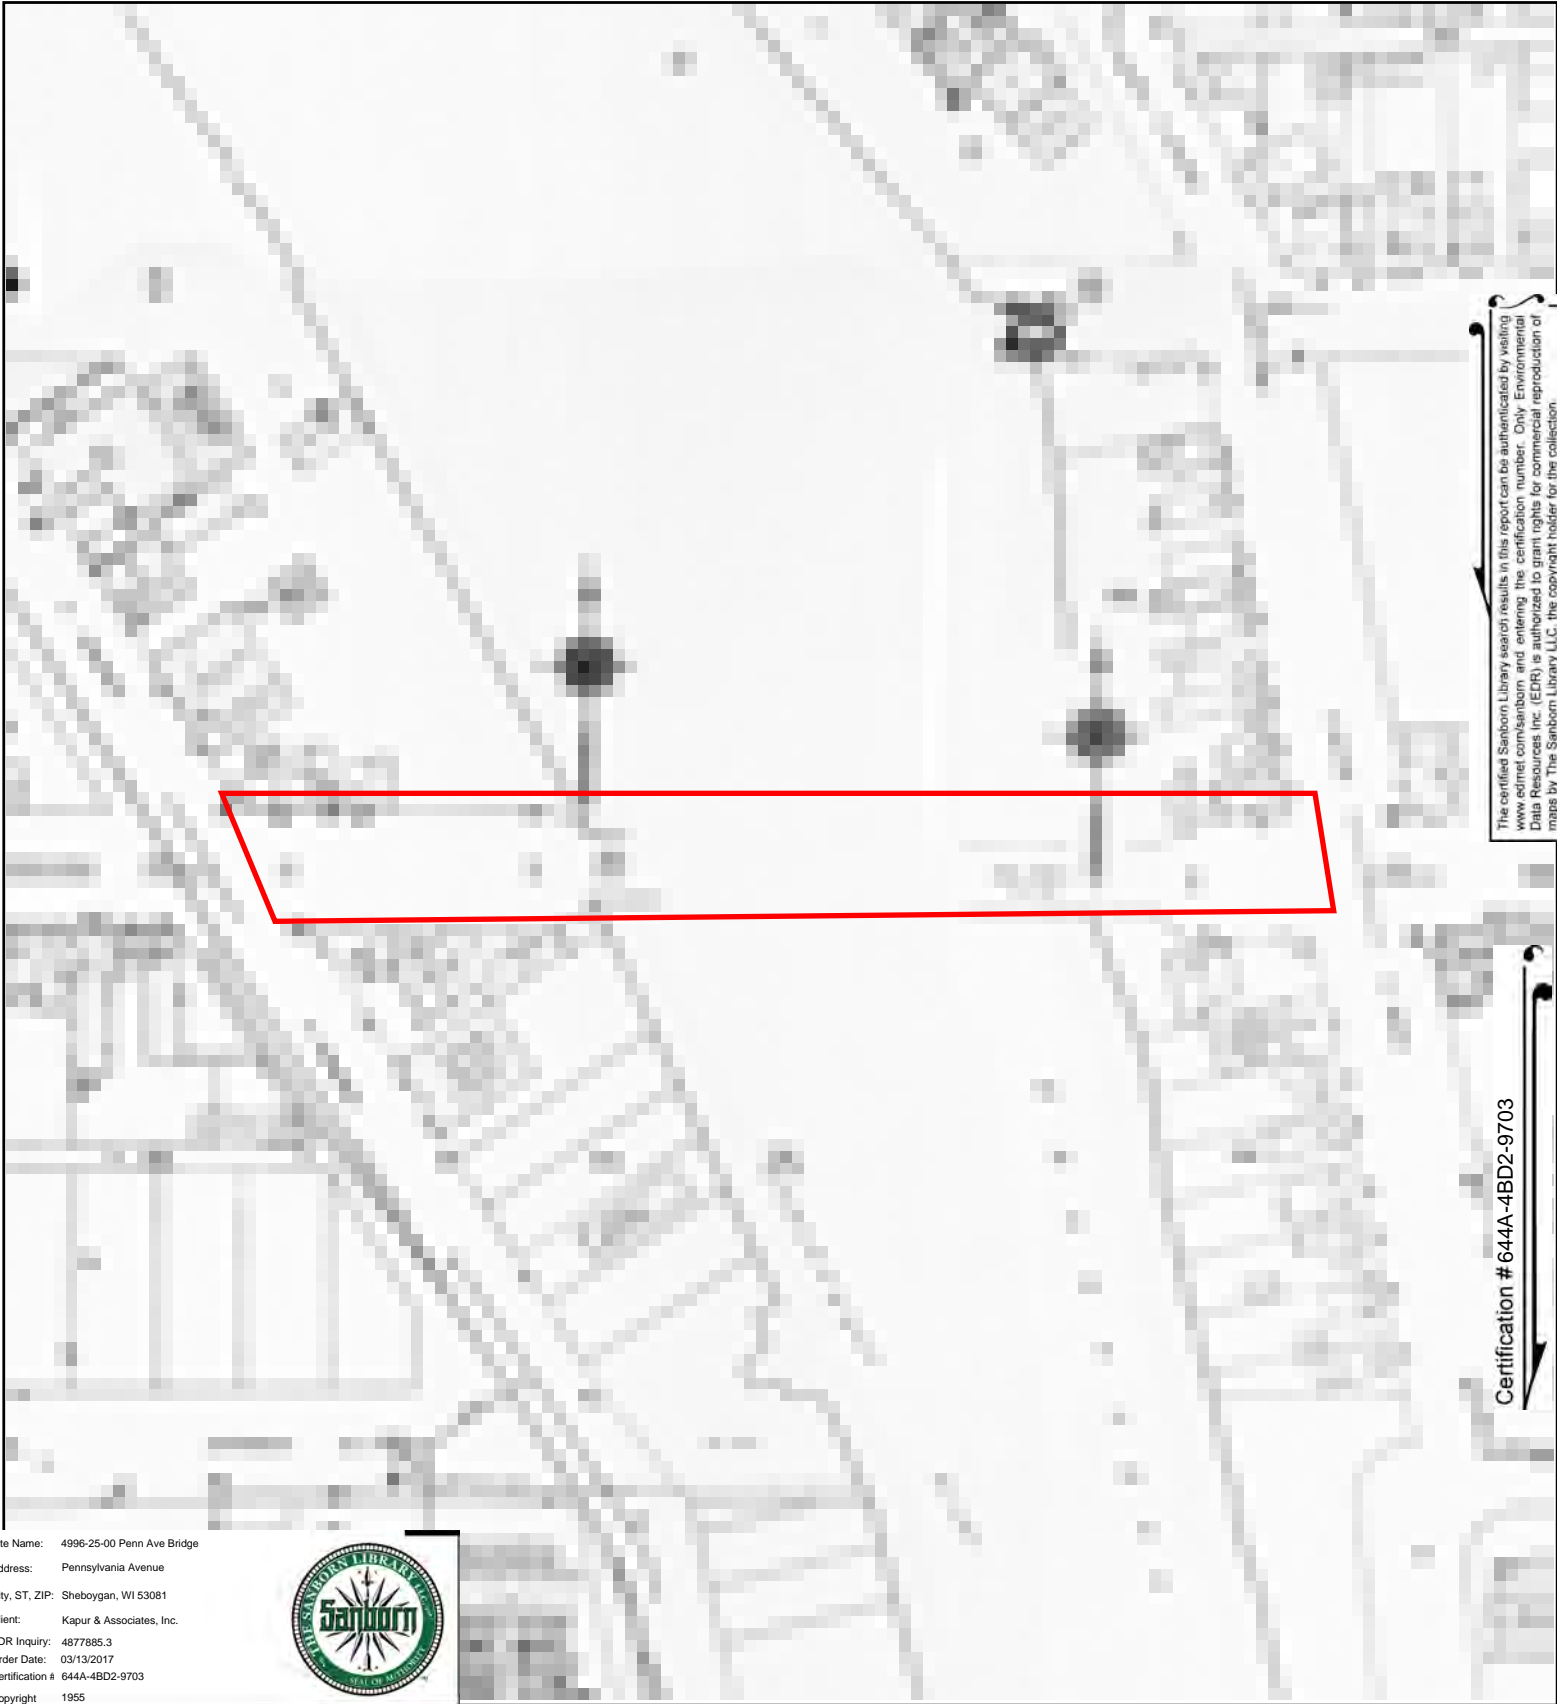 The certified Sanborn Library search results in this report can be authenticated by visiting
www.edrnet.com/sanborn and entering the certification number. Only Environmental
Data Resources Inc. (EDR) is authorized to grant rights for commercial reproduction of
maps by The Sanborn Library LLC, the copyright holder for the collection.
Certification # 644A-4BD2-9703
te Name: 4996-25-00 Penn Ave Bridge
ddress: Pennsylvania Avenue
ty, ST, ZIP: Sheboygan, WI 53081
ient: Kapur & Associates, Inc.
DR Inquiry: 4877885.3
rder Date: 03/13/2017
ertification # 644A-4BD2-9703
opyright 1955
THE SANBORN LIBRARY, LLC
Sanborn
SEAL OF AUTHORITY